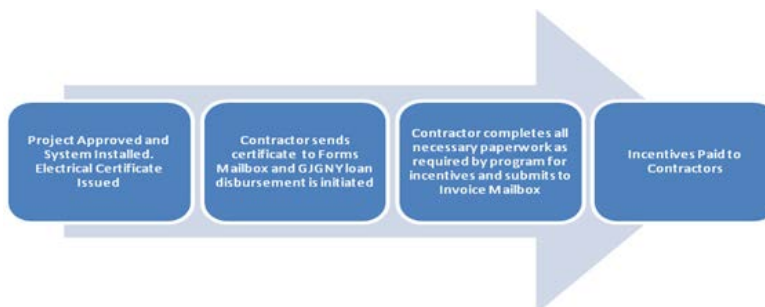 Project Approved and
System Installed.
Electrical Certificate
Issued
Contractor sends
certificate to Forms
Mailbox and GJGNY loan
disbursement is initiated
Contractor completes all
necessary paperwork as
required by program for
incentives and submits to
Invoice Mailbox
Incentives Paid to
Contractors